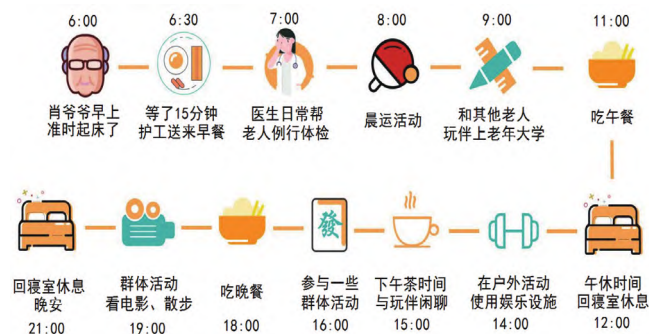 6:00
6:30
7:00
8:00
9:00
11:00
肖爷爷早上
准时起床了
等了15分钟
护工送来早餐
医生日常帮
老人例行体检
晨运活动
和其他老人
玩伴上老年大学
吃午餐
發
回寝室休息
晚安
群体活动
看电影、散步
吃晚餐
参与一些
群体活动
下午茶时间
与玩伴闲聊
在户外活动
使用娱乐设施
午休时间
回寝室休息
21:00
19:00
18:00
16:00
15:00
14:00
12:00